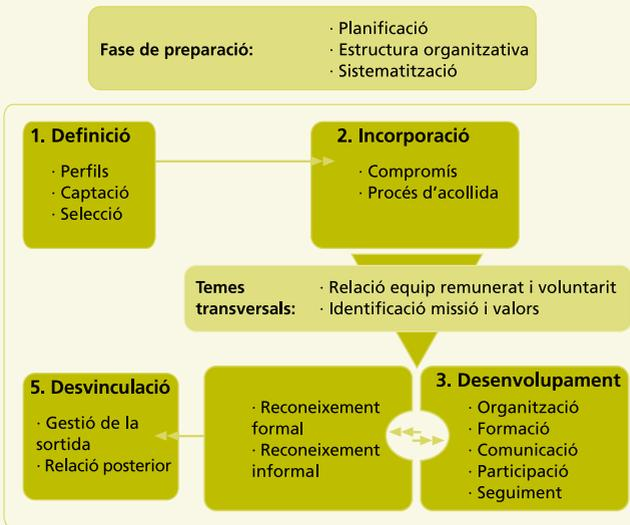 Fase de preparació:
· Planificació
· Estructura organitzativa
· Sistematització
1. Definició
· Perfils
· Captació
· Selecció
2. Incorporació
· Compromís
· Procés d'acollida
Temes
transversals:
· Relació equip remunerat i voluntarit
· Identificació missió i valors
3. Desenvolupament
· Organització
· Formació
· Comunicació
· Participació
· Seguiment
· Reconeixement
formal
· Reconeixement
informal
5. Desvinculació
· Gestió de la
sortida
· Relació posterior